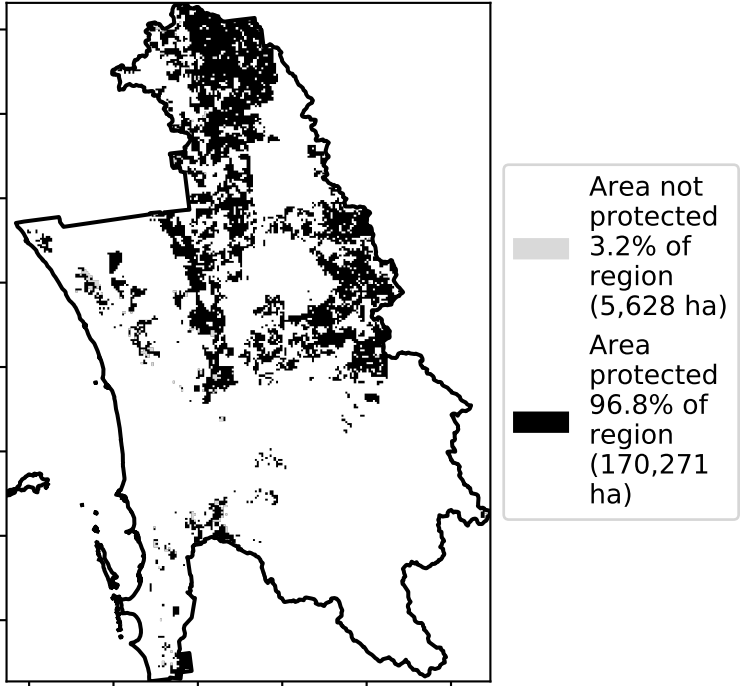 Area not
protected
3.2% of
region
(5,628 ha)
Area
protected
96.8% of
region
(170,271
ha)